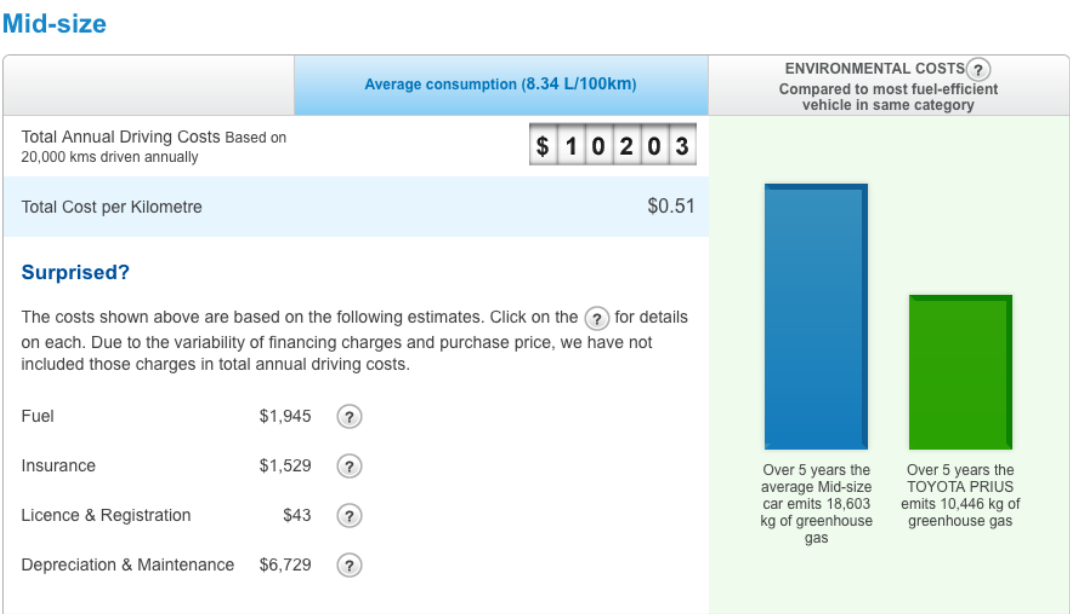 Mid-size
Average consumption (8.34 L/100km)
ENVIRONMENTAL COSTS ?
Compared to most fuel-efficient
vehicle in same category
Total Annual Driving Costs Based on
20,000 kms driven annually
$ 1 0 2 0 3
Total Cost per Kilometre $0.51
Surprised?
The costs shown above are based on the following estimates. Click on the ? for details
on each. Due to the variability of financing charges and purchase price, we have not
included those charges in total annual driving costs.
Fuel $1,945 ?
Insurance $1,529 ?
Licence & Registration $43 ?
Depreciation & Maintenance $6,729 ?
Over 5 years the
average Mid-size
car emits 18,603
kg of greenhouse
gas
Over 5 years the
TOYOTA PRIUS
emits 10,446 kg of
greenhouse gas